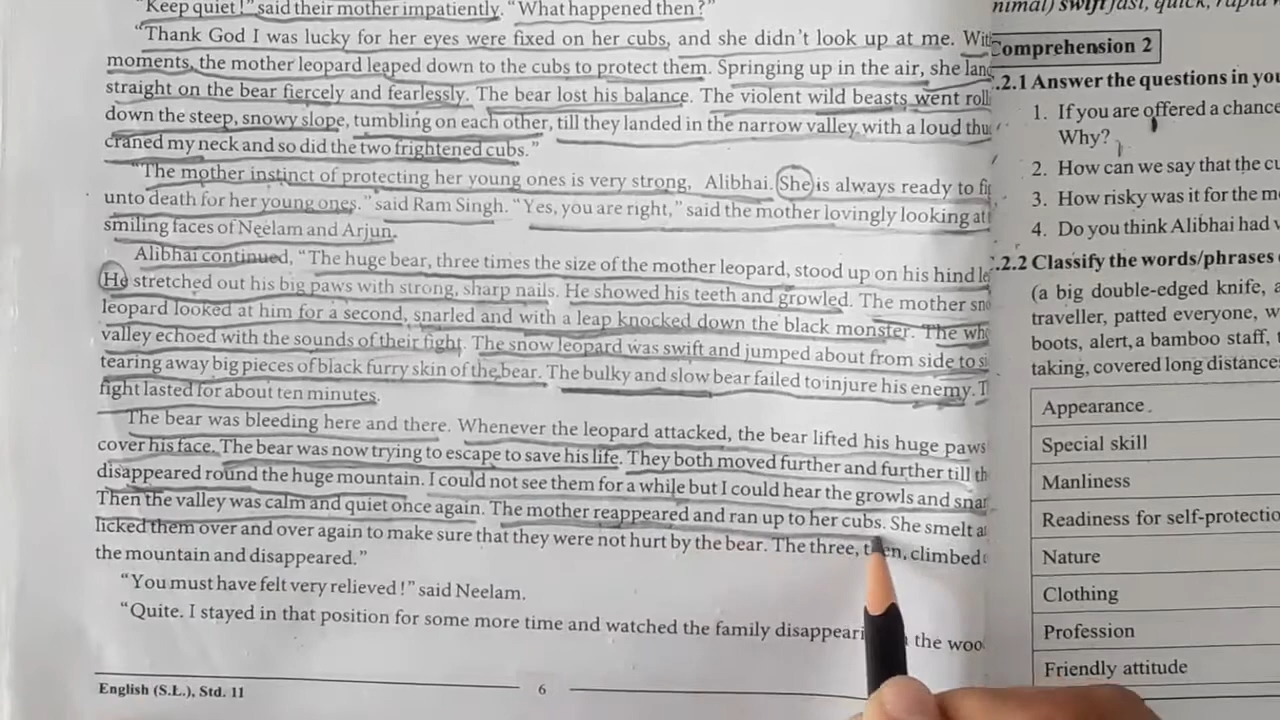 "Keep quiet!" said their mother impatiently. "What happened then ?"
"Thank God I was lucky for her eyes were fixed on her cubs, and she didn't look up at me. Wit
moments, the mother leopard leaped down to the cubs to protect them. Springing up in the air, she lan
straight on the bear fiercely and fearlessly. The bear lost his balance. The violent wild beasts went roll
down the steep, snowy slope, tumbling on each other, till they landed in the narrow valley with a loud thu
craned my neck and so did the two frightened cubs."
"The mother instinct of protecting her young ones is very strong, Alibhai. She is always ready to fi
unto death for her young ones." said Ram Singh. "Yes, you are right," said the mother lovingly looking at
smiling faces of Neelam and Arjun.
Alibhai continued, "The huge bear, three times the size of the mother leopard, stood up on his hind le
He stretched out his big paws with strong, sharp nails. He showed his teeth and growled. The mother sno
leopard looked at him for a second, snarled and with a leap knocked down the black monster. The wh
valley echoed with the sounds of their fight. The snow leopard was swift and jumped about from side to si
tearing away big pieces of black furry skin of the bear. The bulky and slow bear failed to injure his enemy. T
fight lasted for about ten minutes.
The bear was bleeding here and there. Whenever the leopard attacked, the bear lifted his huge paws
cover his face. The bear was now trying to escape to save his life. They both moved further and further till th
disappeared round the huge mountain. I could not see them for a while but I could hear the growls and snar
Then the valley was calm and quiet once again. The mother reappeared and ran up to her cubs. She smelt a
licked them over and over again to make sure that they were not hurt by the bear. The three, then, climbed
the mountain and disappeared."
"You must have felt very relieved !" said Neelam.
"Quite. I stayed in that position for some more time and watched the family disappeari the woo
English (S.L.), Std. 11
6
nimal) swift fast, quick, rapid
Comprehension 2
.2.1 Answer the questions in you
1. If you are offered a chance
Why?
2. How can we say that the cu
3. How risky was it for the m
4. Do you think Alibhai had
.2.2 Classify the words/phrases
(a big double-edged knife, a
traveller, patted everyone, w
boots, alert, a bamboo staff,
taking, covered long distance
Appearance
Special skill
Manliness
Readiness for self-protectio
Nature
Clothing
Profession
Friendly attitude